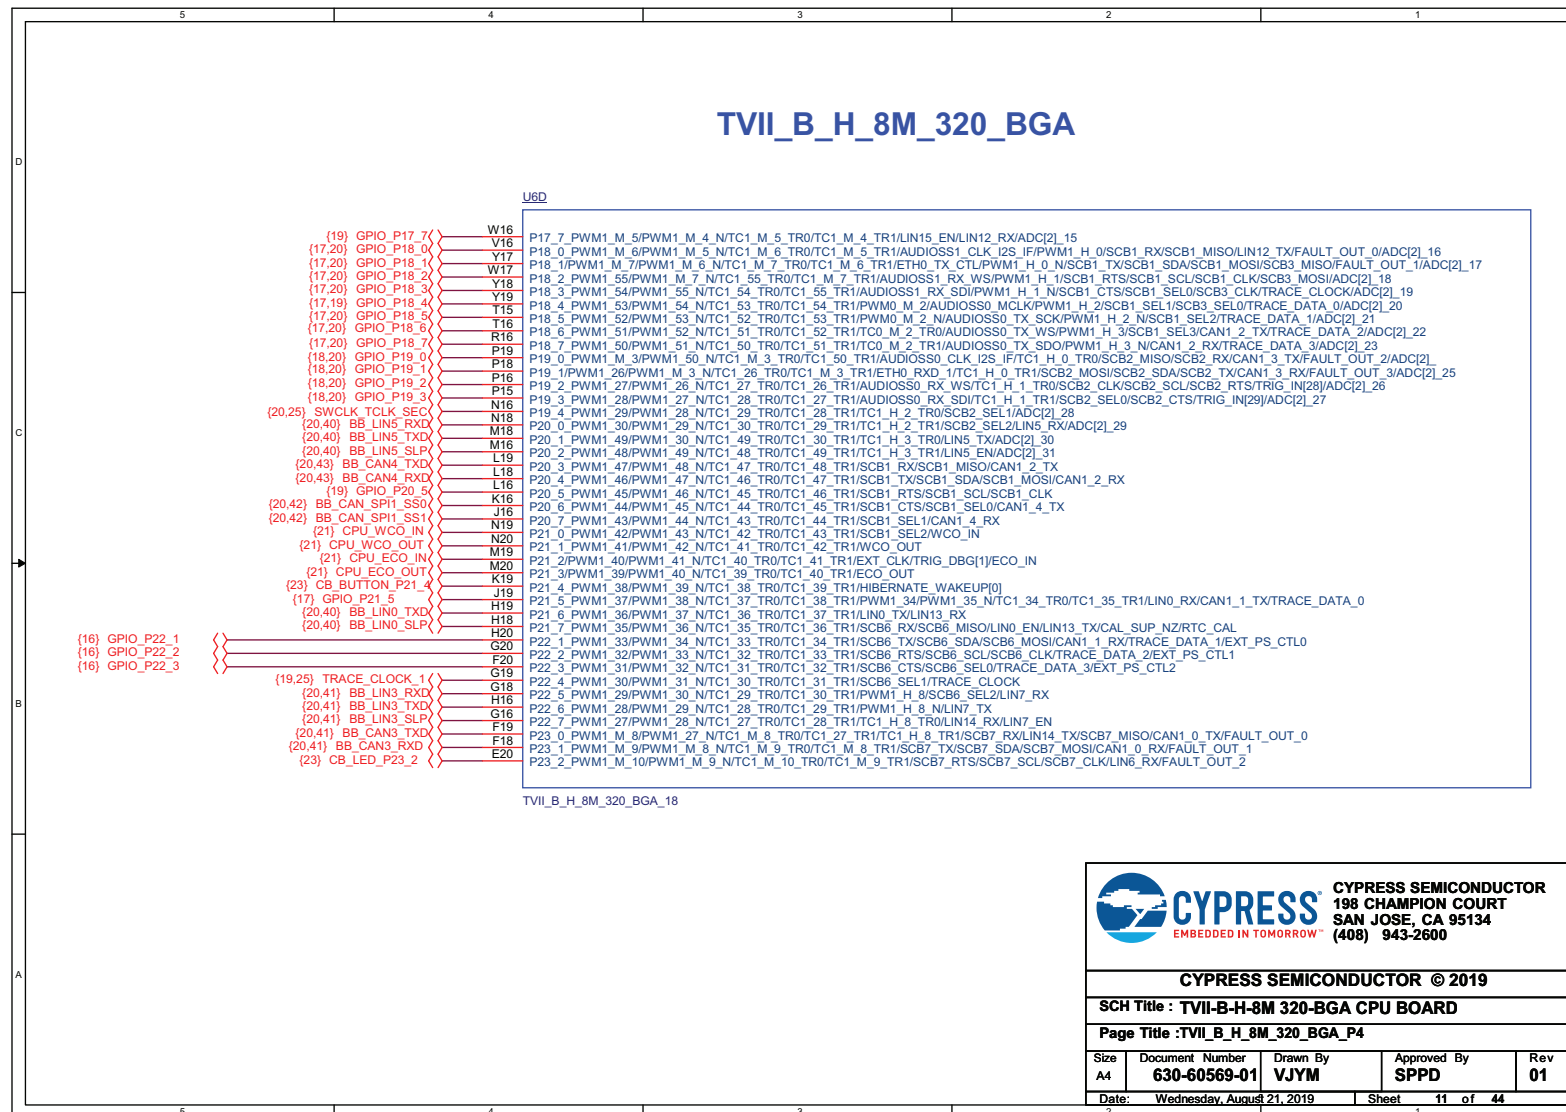 5 4 3 2 1
TVII_B_H_8M_320_BGA
D
U6D
{19} GPIO_P17_7 W16 P17_7_PWM1_M_5/PWM1_M_4_N/TC1_M_5_TR0/TC1_M_4_TR1/LIN15_EN/LIN12_RX/ADC[2]_15
{17,20} GPIO_P18_0 V16 P18_0_PWM1_M_6/PWM1_M_5_N/TC1_M_6_TR0/TC1_M_5_TR1/AUDIOSS1_CLK_I2S_IF/PWM1_H_0/SCB1_RX/SCB1_MISO/LIN12_TX/FAULT_OUT_0/ADC[2]_16
{17,20} GPIO_P18_1 Y17 P18_1/PWM1_M_7/PWM1_M_6_N/TC1_M_7_TR0/TC1_M_6_TR1/ETH0_TX_CTL/PWM1_H_0_N/SCB1_TX/SCB1_SDA/SCB1_MOSI/SCB3_MISO/FAULT_OUT_1/ADC[2]_17
{17,20} GPIO_P18_2 W17 P18_2_PWM1_55/PWM1_M_7_N/TC1_55_TR0/TC1_M_7_TR1/AUDIOSS1_RX_WS/PWM1_H_1/SCB1_RTS/SCB1_SCL/SCB1_CLK/SCB3_MOSI/ADC[2]_18
{17,20} GPIO_P18_3 Y18 P18_3_PWM1_54/PWM1_55_N/TC1_54_TR0/TC1_55_TR1/AUDIOSS1_RX_SDI/PWM1_H_1_N/SCB1_CTS/SCB1_SEL0/SCB3_CLK/TRACE_CLOCK/ADC[2]_19
{17,19} GPIO_P18_4 Y19 P18_4_PWM1_53/PWM1_54_N/TC1_53_TR0/TC1_54_TR1/PWM0_M_2/AUDIOSS0_MCLK/PWM1_H_2/SCB1_SEL1/SCB3_SEL0/TRACE_DATA_0/ADC[2]_20
{17,20} GPIO_P18_5 T15 P18_5_PWM1_52/PWM1_53_N/TC1_52_TR0/TC1_53_TR1/PWM0_M_2_N/AUDIOSS0_TX_SCK/PWM1_H_2_N/SCB1_SEL2/TRACE_DATA_1/ADC[2]_21
{17,20} GPIO_P18_6 T16 P18_6_PWM1_51/PWM1_52_N/TC1_51_TR0/TC1_52_TR1/TC0_M_2_TR0/AUDIOSS0_TX_WS/PWM1_H_3/SCB1_SEL3/CAN1_2_TX/TRACE_DATA_2/ADC[2]_22
{17,20} GPIO_P18_7 R16 P18_7_PWM1_50/PWM1_51_N/TC1_50_TR0/TC1_51_TR1/TC0_M_2_TR1/AUDIOSS0_TX_SDO/PWM1_H_3_N/CAN1_2_RX/TRACE_DATA_3/ADC[2]_23
{18,20} GPIO_P19_0 P19 P19_0_PWM1_M_3/PWM1_50_N/TC1_M_3_TR0/TC1_50_TR1/AUDIOSS0_CLK_I2S_IF/TC1_H_0_TR0/SCB2_MISO/SCB2_RX/CAN1_3_TX/FAULT_OUT_2/ADC[2]_
{18,20} GPIO_P19_1 P18 P19_1/PWM1_26/PWM1_M_3_N/TC1_26_TR0/TC1_M_3_TR1/ETH0_RXD_1/TC1_H_0_TR1/SCB2_MOSI/SCB2_SDA/SCB2_TX/CAN1_3_RX/FAULT_OUT_3/ADC[2]_25
{18,20} GPIO_P19_2 P16 P19_2_PWM1_27/PWM1_26_N/TC1_27_TR0/TC1_26_TR1/AUDIOSS0_RX_WS/TC1_H_1_TR0/SCB2_CLK/SCB2_SCL/SCB2_RTS/TRIG_IN[28]/ADC[2]_26
{18,20} GPIO_P19_3 P15 P19_3_PWM1_28/PWM1_27_N/TC1_28_TR0/TC1_27_TR1/AUDIOSS0_RX_SDI/TC1_H_1_TR1/SCB2_SEL0/SCB2_CTS/TRIG_IN[29]/ADC[2]_27
{20,25} SWCLK_TCLK_SEC N16 P19_4_PWM1_29/PWM1_28_N/TC1_29_TR0/TC1_28_TR1/TC1_H_2_TR0/SCB2_SEL1/ADC[2]_28
{20,40} BB_LIN5_RXD N18 P20_0_PWM1_30/PWM1_29_N/TC1_30_TR0/TC1_29_TR1/TC1_H_2_TR1/SCB2_SEL2/LIN5_RX/ADC[2]_29
{20,40} BB_LIN5_TXD M18 P20_1_PWM1_49/PWM1_30_N/TC1_49_TR0/TC1_30_TR1/TC1_H_3_TR0/LIN5_TX/ADC[2]_30
{20,40} BB_LIN5_SLP M16 P20_2_PWM1_48/PWM1_49_N/TC1_48_TR0/TC1_49_TR1/TC1_H_3_TR1/LIN5_EN/ADC[2]_31
{20,43} BB_CAN4_TXD L19 P20_3_PWM1_47/PWM1_48_N/TC1_47_TR0/TC1_48_TR1/SCB1_RX/SCB1_MISO/CAN1_2_TX
{20,43} BB_CAN4_RXD L18 P20_4_PWM1_46/PWM1_47_N/TC1_46_TR0/TC1_47_TR1/SCB1_TX/SCB1_SDA/SCB1_MOSI/CAN1_2_RX
{19} GPIO_P20_5 L16 P20_5_PWM1_45/PWM1_46_N/TC1_45_TR0/TC1_46_TR1/SCB1_RTS/SCB1_SCL/SCB1_CLK
{20,42} BB_CAN_SPI1_SS0 K16 P20_6_PWM1_44/PWM1_45_N/TC1_44_TR0/TC1_45_TR1/SCB1_CTS/SCB1_SEL0/CAN1_4_TX
{20,42} BB_CAN_SPI1_SS1 J16 P20_7_PWM1_43/PWM1_44_N/TC1_43_TR0/TC1_44_TR1/SCB1_SEL1/CAN1_4_RX
{21} CPU_WCO_IN N19 P21_0_PWM1_42/PWM1_43_N/TC1_42_TR0/TC1_43_TR1/SCB1_SEL2/WCO_IN
{21} CPU_WCO_OUT N20 P21_1_PWM1_41/PWM1_42_N/TC1_41_TR0/TC1_42_TR1/WCO_OUT
{21} CPU_ECO_IN M19 P21_2/PWM1_40/PWM1_41_N/TC1_40_TR0/TC1_41_TR1/EXT_CLK/TRIG_DBG[1]/ECO_IN
{21} CPU_ECO_OUT M20 P21_3/PWM1_39/PWM1_40_N/TC1_39_TR0/TC1_40_TR1/ECO_OUT
{23} CB_BUTTON_P21_4 K19 P21_4_PWM1_38/PWM1_39_N/TC1_38_TR0/TC1_39_TR1/HIBERNATE_WAKEUP[0]
{17} GPIO_P21_5 J19 P21_5_PWM1_37/PWM1_38_N/TC1_37_TR0/TC1_38_TR1/PWM1_34/PWM1_35_N/TC1_34_TR0/TC1_35_TR1/LIN0_RX/CAN1_1_TX/TRACE_DATA_0
{20,40} BB_LIN0_TXD H19 P21_6_PWM1_36/PWM1_37_N/TC1_36_TR0/TC1_37_TR1/LIN0_TX/LIN13_RX
{20,40} BB_LIN0_SLP H18 P21_7_PWM1_35/PWM1_36_N/TC1_35_TR0/TC1_36_TR1/SCB6_RX/SCB6_MISO/LIN0_EN/LIN13_TX/CAL_SUP_NZ/RTC_CAL
{16} GPIO_P22_1 H20 P22_1_PWM1_33/PWM1_34_N/TC1_33_TR0/TC1_34_TR1/SCB6_TX/SCB6_SDA/SCB6_MOSI/CAN1_1_RX/TRACE_DATA_1/EXT_PS_CTL0
{16} GPIO_P22_2 G20 P22_2_PWM1_32/PWM1_33_N/TC1_32_TR0/TC1_33_TR1/SCB6_RTS/SCB6_SCL/SCB6_CLK/TRACE_DATA_2/EXT_PS_CTL1
{16} GPIO_P22_3 F20 P22_3_PWM1_31/PWM1_32_N/TC1_31_TR0/TC1_32_TR1/SCB6_CTS/SCB6_SEL0/TRACE_DATA_3/EXT_PS_CTL2
{19,25} TRACE_CLOCK_1 G19 P22_4_PWM1_30/PWM1_31_N/TC1_30_TR0/TC1_31_TR1/SCB6_SEL1/TRACE_CLOCK
{20,41} BB_LIN3_RXD G18 P22_5_PWM1_29/PWM1_30_N/TC1_29_TR0/TC1_30_TR1/PWM1_H_8/SCB6_SEL2/LIN7_RX
{20,41} BB_LIN3_TXD H16 P22_6_PWM1_28/PWM1_29_N/TC1_28_TR0/TC1_29_TR1/PWM1_H_8_N/LIN7_TX
{20,41} BB_LIN3_SLP G16 P22_7_PWM1_27/PWM1_28_N/TC1_27_TR0/TC1_28_TR1/TC1_H_8_TR0/LIN14_RX/LIN7_EN
{20,41} BB_CAN3_TXD F19 P23_0_PWM1_M_8/PWM1_27_N/TC1_M_8_TR0/TC1_27_TR1/TC1_H_8_TR1/SCB7_RX/LIN14_TX/SCB7_MISO/CAN1_0_TX/FAULT_OUT_0
{20,41} BB_CAN3_RXD F18 P23_1_PWM1_M_9/PWM1_M_8_N/TC1_M_9_TR0/TC1_M_8_TR1/SCB7_TX/SCB7_SDA/SCB7_MOSI/CAN1_0_RX/FAULT_OUT_1
{23} CB_LED_P23_2 E20 P23_2_PWM1_M_10/PWM1_M_9_N/TC1_M_10_TR0/TC1_M_9_TR1/SCB7_RTS/SCB7_SCL/SCB7_CLK/LIN6_RX/FAULT_OUT_2
TVII_B_H_8M_320_BGA_18
C
B
A
CYPRESS
EMBEDDED IN TOMORROW™
CYPRESS SEMICONDUCTOR
198 CHAMPION COURT
SAN JOSE, CA 95134
(408) 943-2600
CYPRESS SEMICONDUCTOR © 2019
SCH Title : TVII-B-H-8M 320-BGA CPU BOARD
Page Title :TVII_B_H_8M_320_BGA_P4
Size Document Number Drawn By Approved By Rev
A4 630-60569-01 VJYM SPPD 01
Date: Wednesday, August 21, 2019 Sheet 11 of 44
5 4 3 2 1